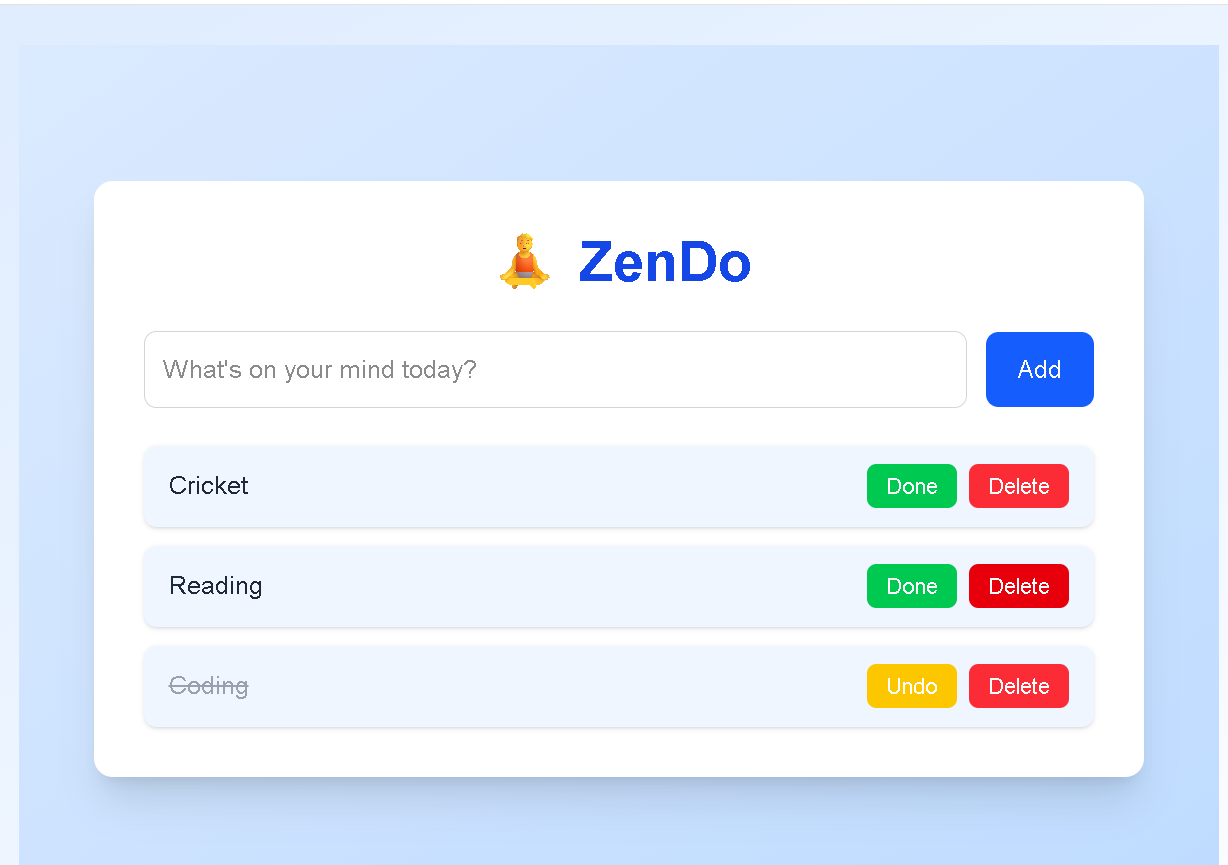 ZenDo
What's on your mind today? Add
Cricket Done Delete
Reading Done Delete
Coding Undo Delete